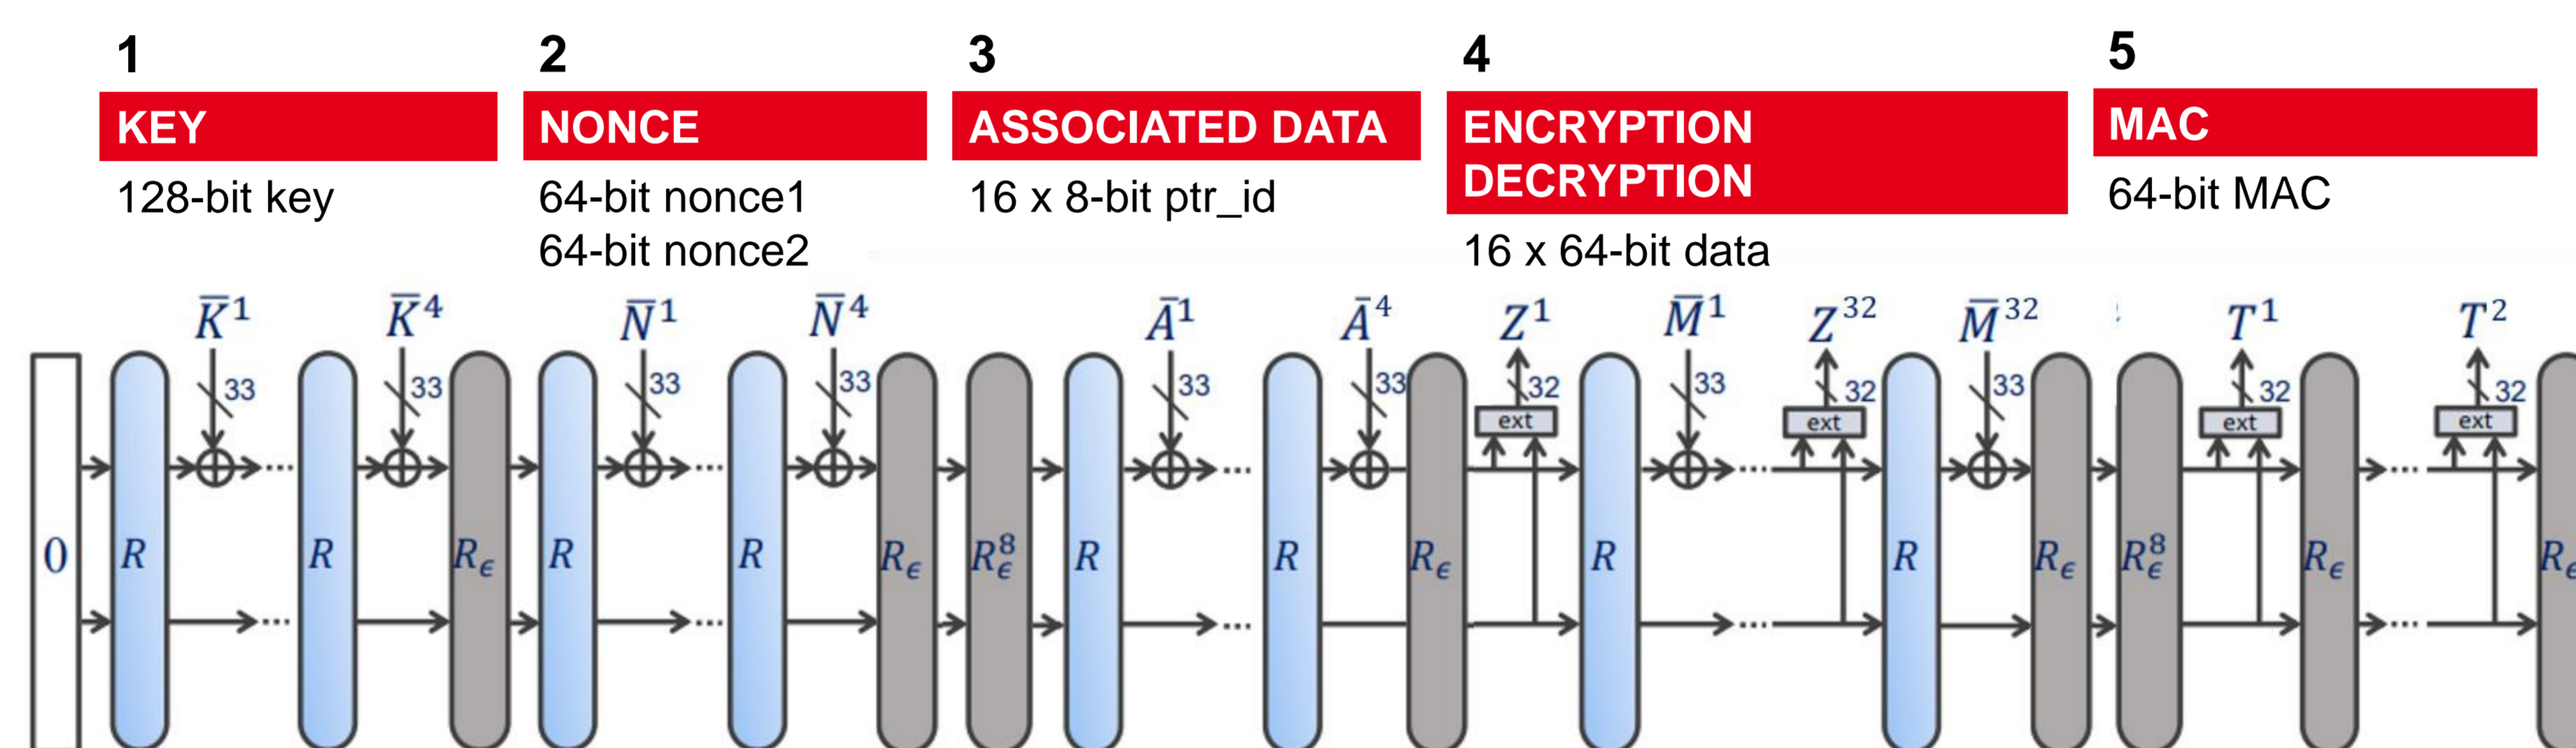 1 2 3 4 5
KEY NONCE ASSOCIATED DATA ENCRYPTION MAC
DECRYPTION
128-bit key 64-bit nonce1 16 x 8-bit ptr_id 64-bit MAC
64-bit nonce2 16 x 64-bit data
K̅¹ K̅⁴ N̅¹ N̅⁴ A̅¹ A̅⁴ Z¹ M̅¹ Z³² M̅³² T¹ T²
33 33 33 33 33 33 32 33 32 33 32 32
ext ext ext ext
0 R R Rϵ R R Rϵ Rϵ⁸ R R Rϵ R R Rϵ Rϵ⁸ Rϵ Rϵ